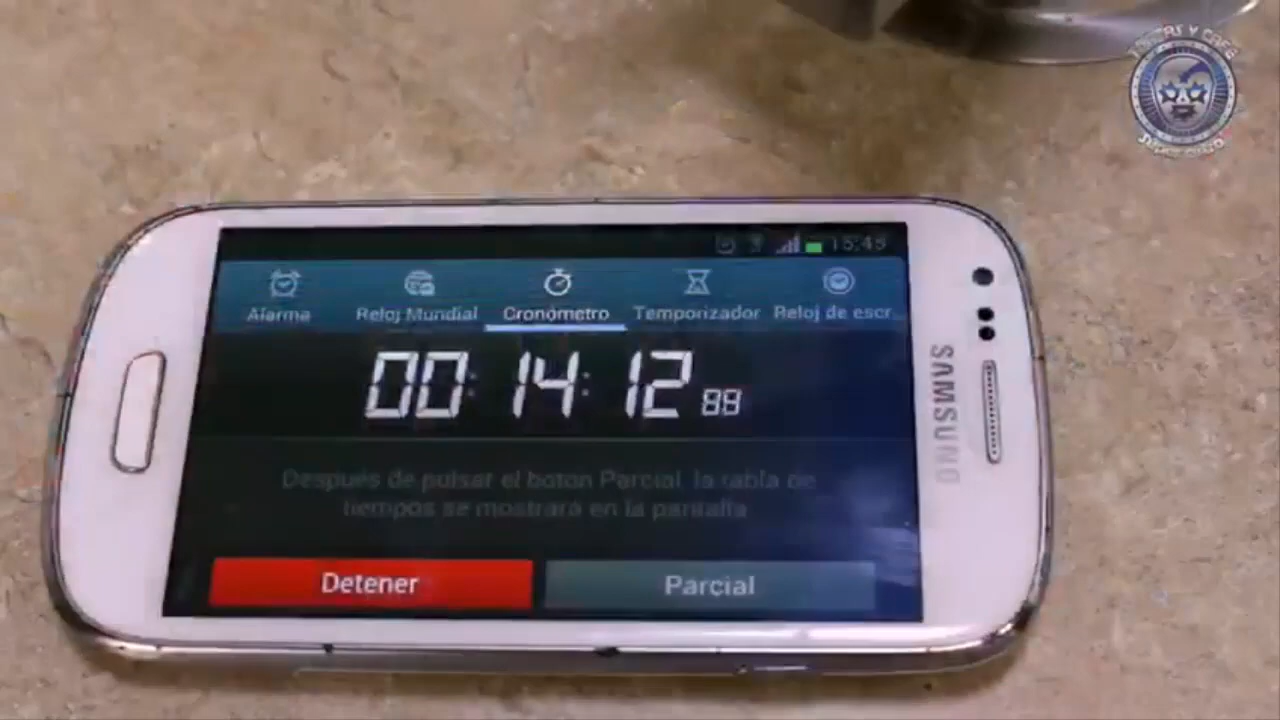 15:45
Alarma
Reloj Mundial
Cronómetro
Temporizador
Reloj de escr
00:14:12 88
Después de pulsar el botón Parcial, la tabla de
tiempos se mostrará en la pantalla
Detener
Parcial
SAMSUNG